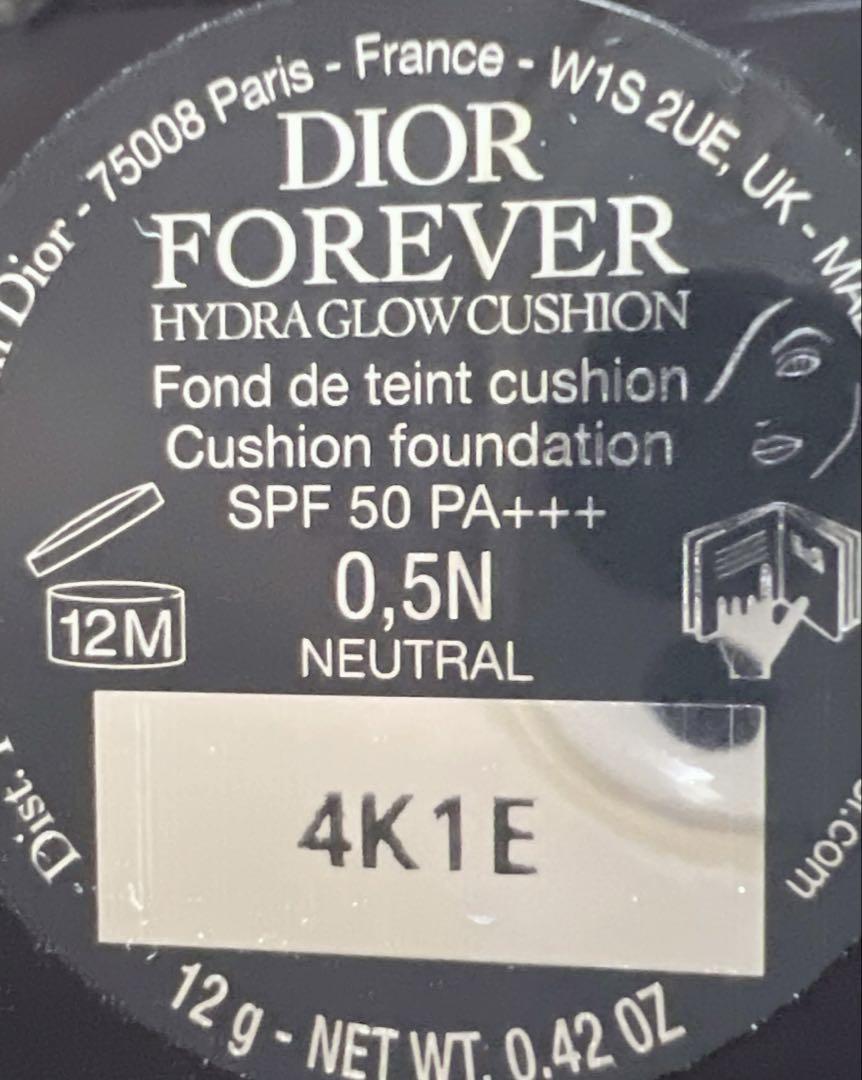 Dior - 75008 Paris - France - W1S 2UE, UK -
DIOR
FOREVER
HYDRA GLOW CUSHION
Fond de teint cushion
Cushion foundation
SPF 50 PA+++
0,5N
NEUTRAL
12M
4K1E
Dist.
.com
12 g - NET WT. 0.42 OZ